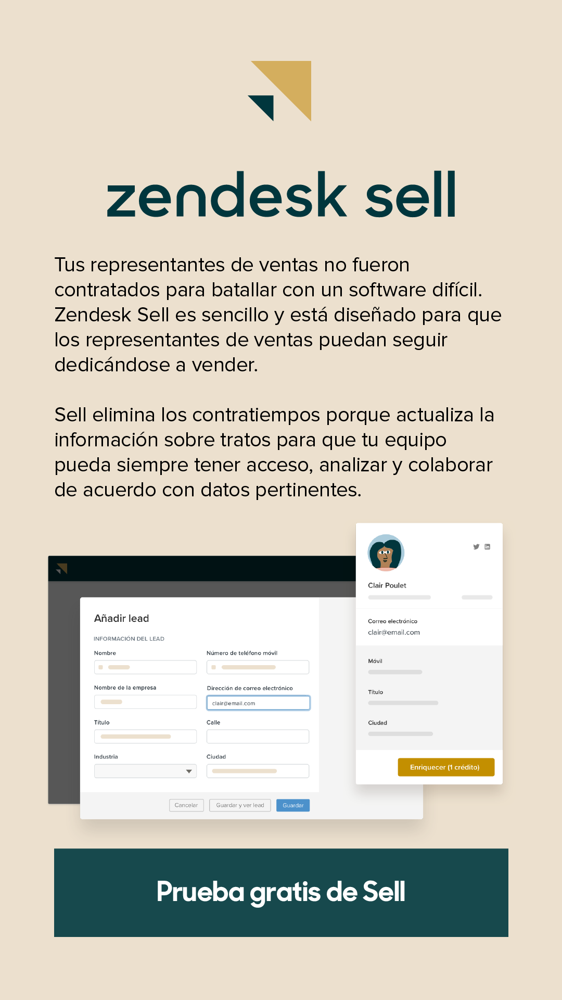 zendesk sell
Tus representantes de ventas no fueron
contratados para batallar con un software difícil.
Zendesk Sell es sencillo y está diseñado para que
los representantes de ventas puedan seguir
dedicándose a vender.
Sell elimina los contratiempos porque actualiza la
información sobre tratos para que tu equipo
pueda siempre tener acceso, analizar y colaborar
de acuerdo con datos pertinentes.
Añadir lead
INFORMACIÓN DEL LEAD
Nombre
Número de teléfono móvil
Nombre de la empresa
Dirección de correo electrónico
clair@email.com
Título
Calle
Industria
Ciudad
Cancelar
Guardar y ver lead
Guardar
Clair Poulet
Correo electrónico
clair@email.com
Móvil
Título
Ciudad
Enriquecer (1 crédito)
Prueba gratis de Sell